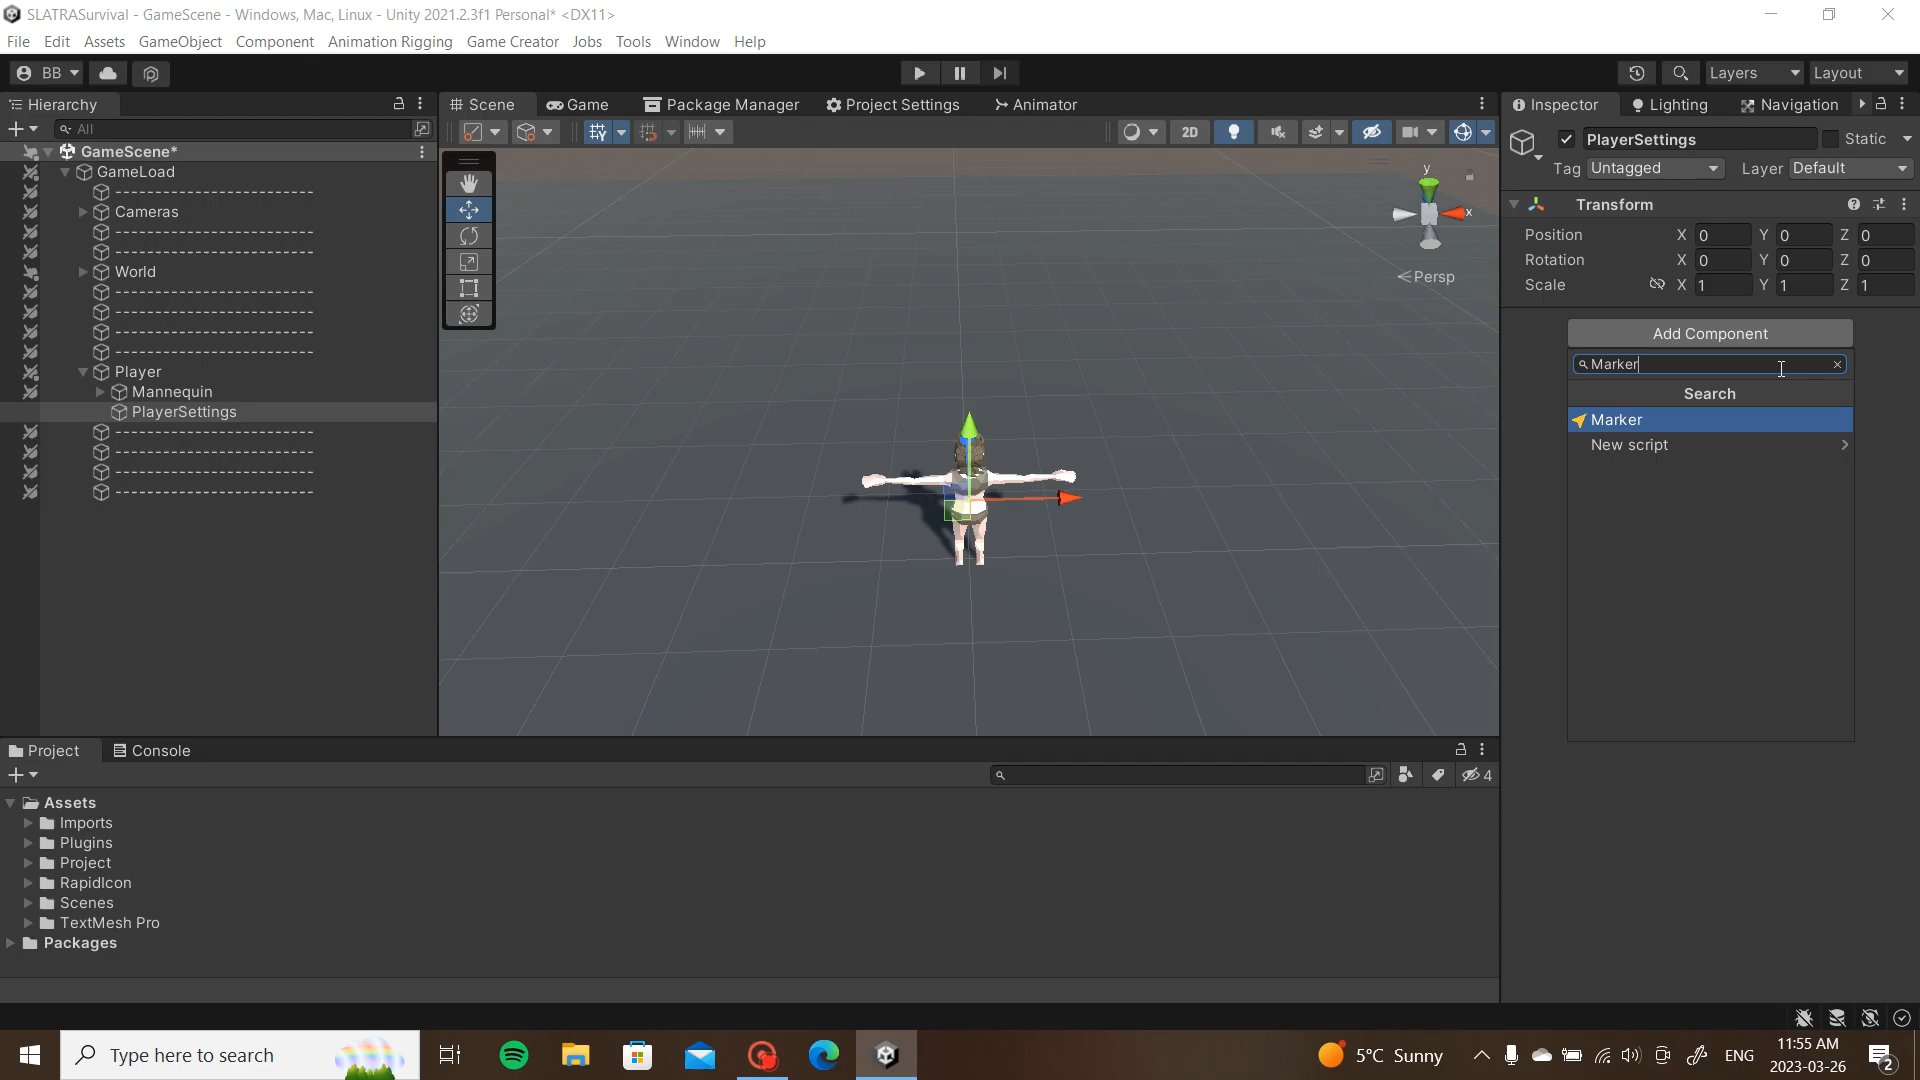 SLATRASurvival - GameScene - Windows, Mac, Linux - Unity 2021.2.3f1 Personal* <DX11>
File Edit Assets GameObject Component Animation Rigging Game Creator Jobs Tools Window Help
BB Layers Layout
Hierarchy
All
GameScene*
GameLoad
-----------------------
Cameras
-----------------------
-----------------------
World
-----------------------
-----------------------
-----------------------
-----------------------
Player
Mannequin
PlayerSettings
-----------------------
-----------------------
-----------------------
-----------------------
Scene Game Package Manager Project Settings Animator
2D
y
x
Persp
Inspector Lighting Navigation
PlayerSettings Static
Tag Untagged Layer Default
Transform
Position X 0 Y 0 Z 0
Rotation X 0 Y 0 Z 0
Scale X 1 Y 1 Z 1
Add Component
Marker
Search
Marker
New script
Project Console
4
Assets
Imports
Plugins
Project
RapidIcon
Scenes
TextMesh Pro
Packages
Type here to search
5°C Sunny
ENG
11:55 AM
2023-03-26
2